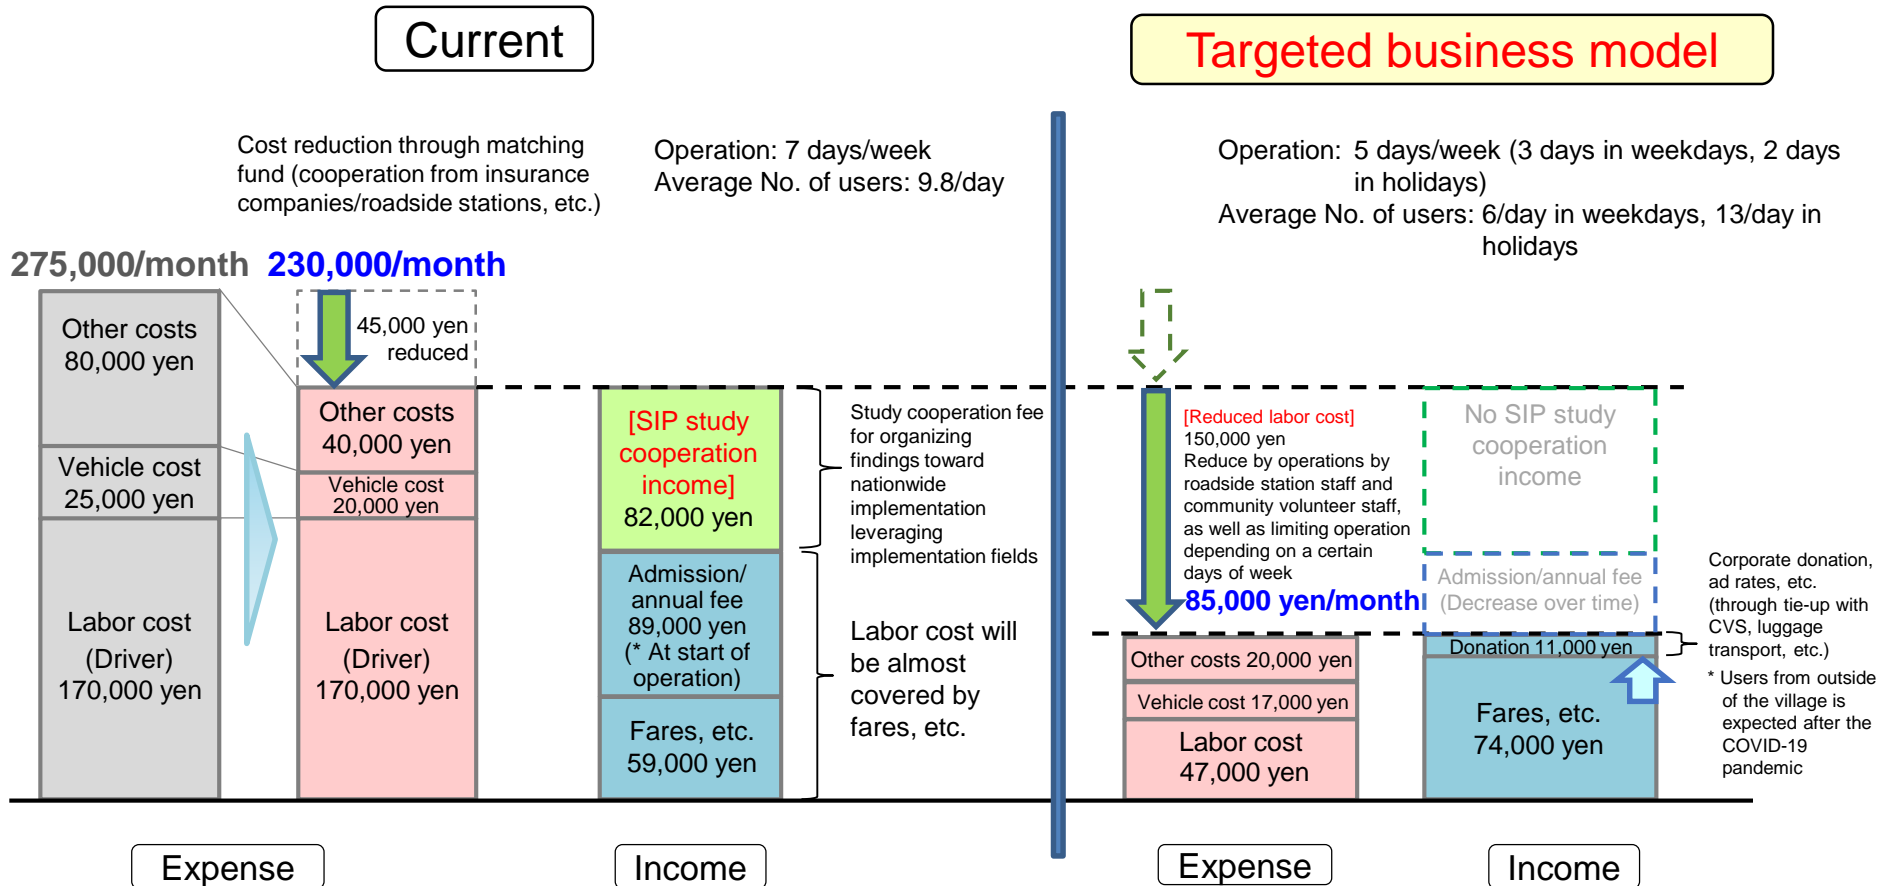 Current
Targeted business model
Cost reduction through matching
fund (cooperation from insurance
companies/roadside stations, etc.)
Operation: 7 days/week
Average No. of users: 9.8/day
Operation: 5 days/week (3 days in weekdays, 2 days
in holidays)
Average No. of users: 6/day in weekdays, 13/day in
holidays
275,000/month
230,000/month
Other costs
80,000 yen
Vehicle cost
25,000 yen
Labor cost
(Driver)
170,000 yen
45,000 yen
reduced
Other costs
40,000 yen
Vehicle cost
20,000 yen
Labor cost
(Driver)
170,000 yen
[SIP study
cooperation
income]
82,000 yen
Admission/
annual fee
89,000 yen
(* At start of
operation)
Fares, etc.
59,000 yen
Study cooperation fee
for organizing
findings toward
nationwide
implementation
leveraging
implementation fields
Labor cost will
be almost
covered by
fares, etc.
[Reduced labor cost]
150,000 yen
Reduce by operations by
roadside station staff and
community volunteer staff,
as well as limiting operation
depending on a certain
days of week
85,000 yen/month
Other costs 20,000 yen
Vehicle cost 17,000 yen
Labor cost
47,000 yen
No SIP study
cooperation
income
Admission/annual fee
(Decrease over time)
Donation 11,000 yen
Fares, etc.
74,000 yen
Corporate donation,
ad rates, etc.
(through tie-up with
CVS, luggage
transport, etc.)
* Users from outside
of the village is
expected after the
COVID-19
pandemic
Expense
Income
Expense
Income